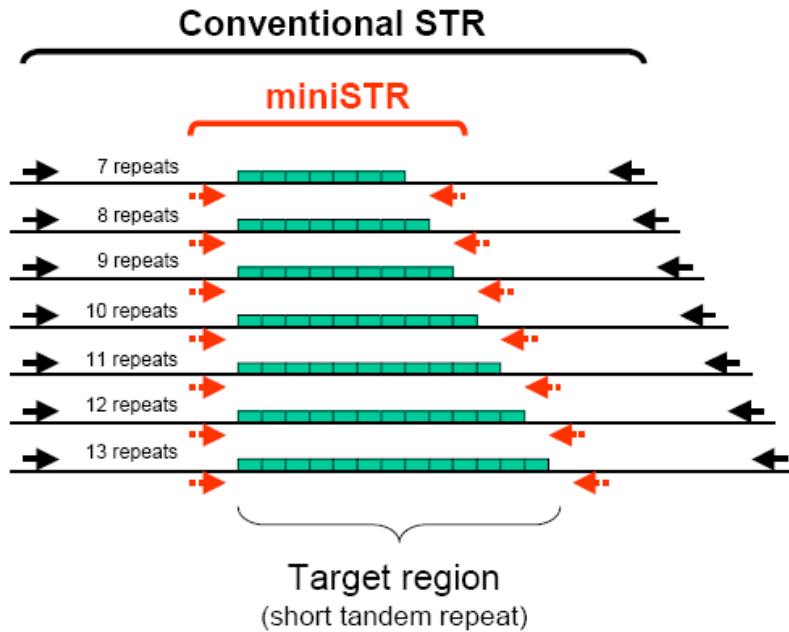 Conventional STR
miniSTR
7 repeats
8 repeats
9 repeats
10 repeats
11 repeats
12 repeats
13 repeats
Target region
(short tandem repeat)